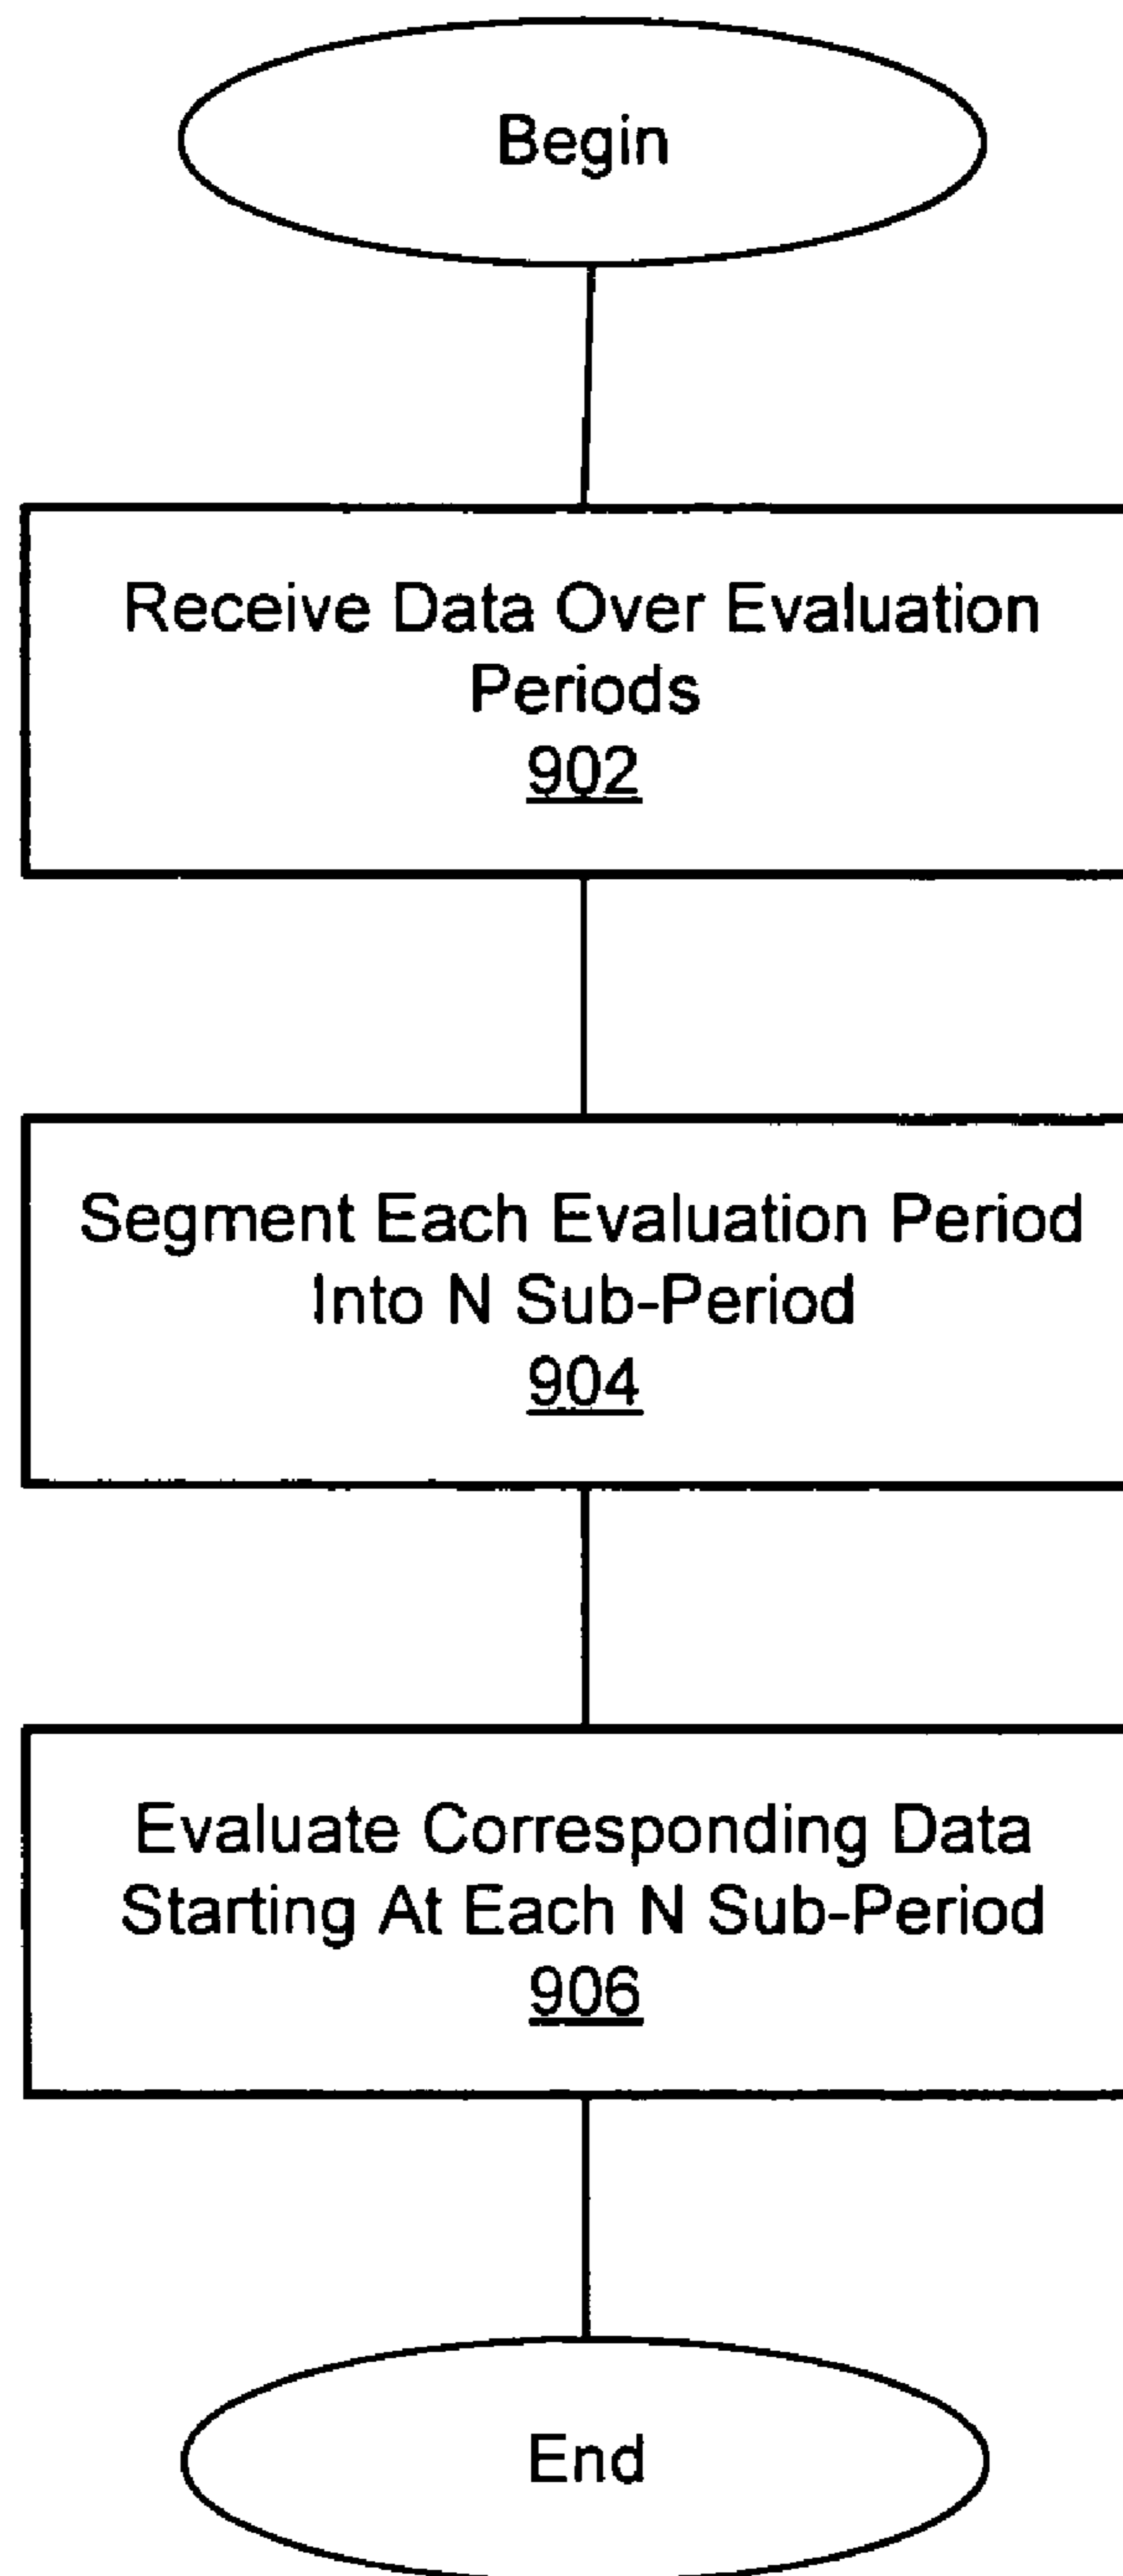 Begin
Receive Data Over Evaluation
Periods
902
Segment Each Evaluation Period
Into N Sub-Period
904
Evaluate Corresponding Data
Starting At Each N Sub-Period
906
End